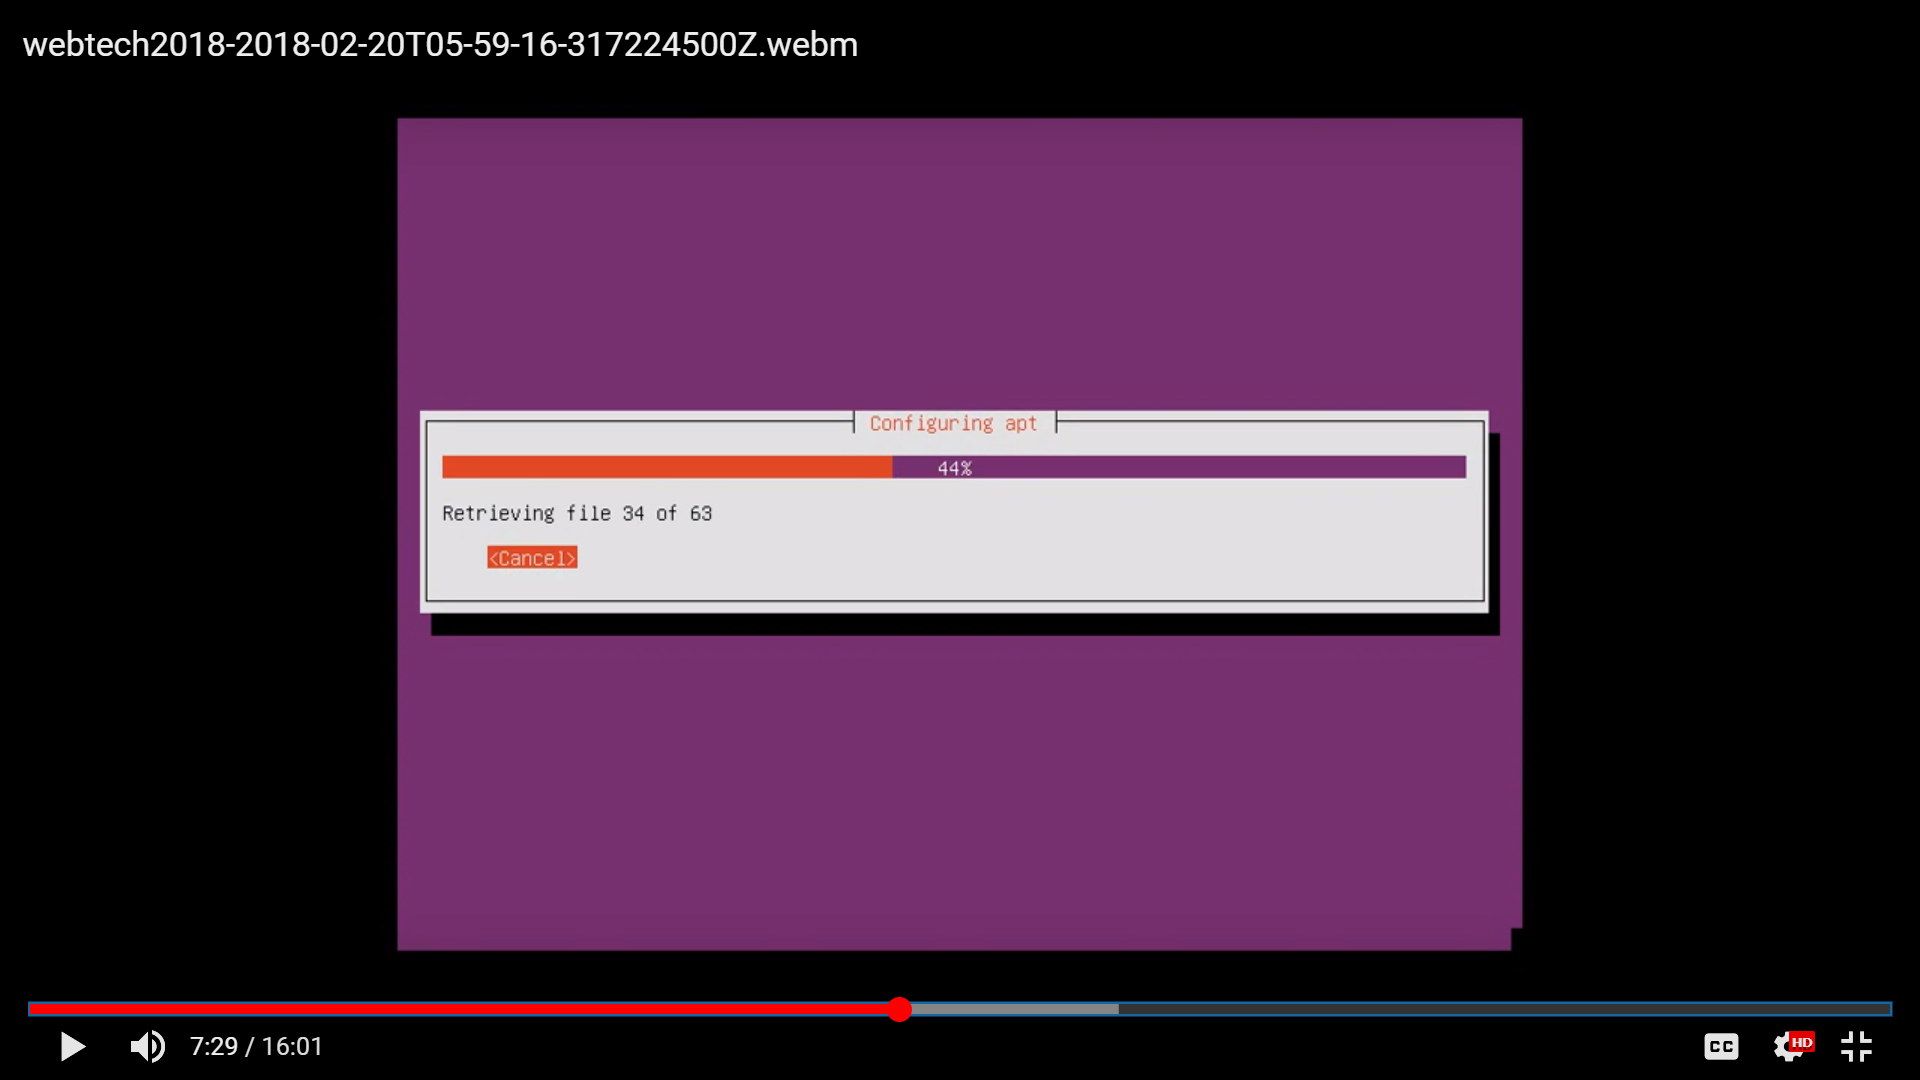 webtech2018-2018-02-20T05-59-16-317224500Z.webm
Configuring apt
44%
Retrieving file 34 of 63
<Cancel>
7:29 / 16:01
CC
HD